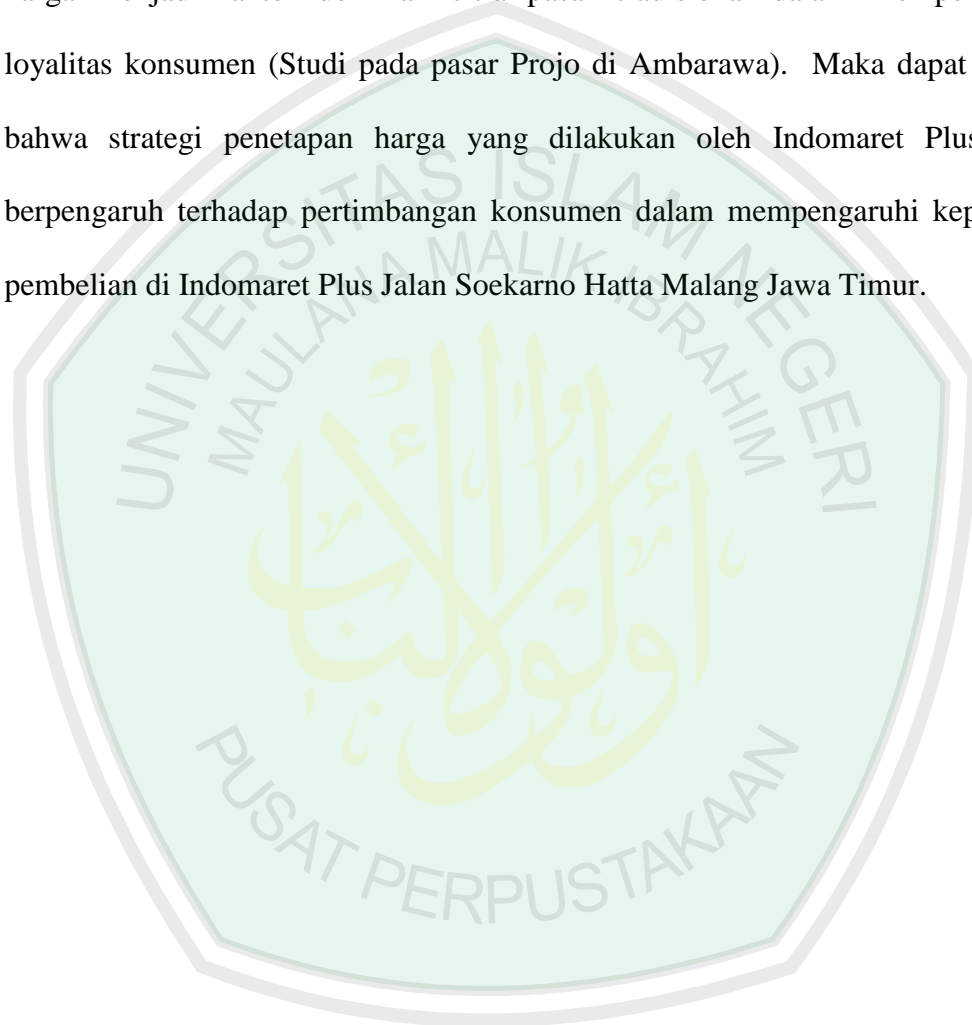 loyalitas konsumen (Studi pada pasar Projo di Ambarawa). Maka dapat
bahwa strategi penetapan harga yang dilakukan oleh Indomaret Plus
berpengaruh terhadap pertimbangan konsumen dalam mempengaruhi kep
pembelian di Indomaret Plus Jalan Soekarno Hatta Malang Jawa Timur.
UNIVERSITAS ISLAM NEGERI
MAULANA MALIK IBRAHIM
PUSAT PERPUSTAKAAN